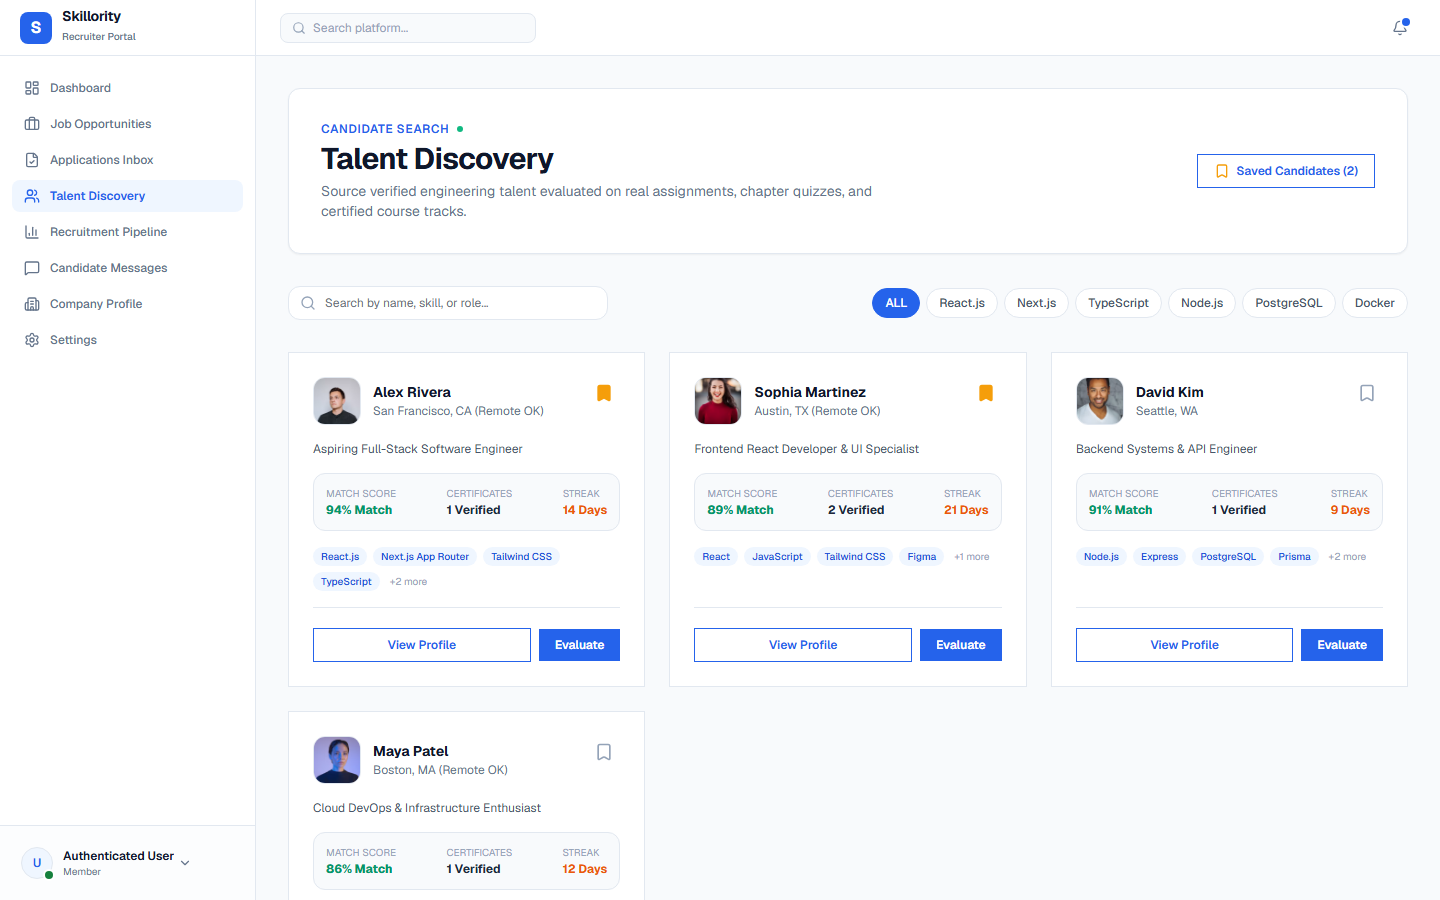 S
Skillority
Recruiter Portal
Search platform...
Dashboard
Job Opportunities
Applications Inbox
Talent Discovery
Recruitment Pipeline
Candidate Messages
Company Profile
Settings
U
Authenticated User
Member
CANDIDATE SEARCH
Talent Discovery
Source verified engineering talent evaluated on real assignments, chapter quizzes, and
certified course tracks.
Saved Candidates (2)
Search by name, skill, or role...
ALL
React.js
Next.js
TypeScript
Node.js
PostgreSQL
Docker
Alex Rivera
San Francisco, CA (Remote OK)
Aspiring Full-Stack Software Engineer
MATCH SCORE CERTIFICATES STREAK
94% Match 1 Verified 14 Days
React.js Next.js App Router Tailwind CSS
TypeScript +2 more
View Profile Evaluate
Sophia Martinez
Austin, TX (Remote OK)
Frontend React Developer & UI Specialist
MATCH SCORE CERTIFICATES STREAK
89% Match 2 Verified 21 Days
React JavaScript Tailwind CSS Figma +1 more
View Profile Evaluate
David Kim
Seattle, WA
Backend Systems & API Engineer
MATCH SCORE CERTIFICATES STREAK
91% Match 1 Verified 9 Days
Node.js Express PostgreSQL Prisma +2 more
View Profile Evaluate
Maya Patel
Boston, MA (Remote OK)
Cloud DevOps & Infrastructure Enthusiast
MATCH SCORE CERTIFICATES STREAK
86% Match 1 Verified 12 Days